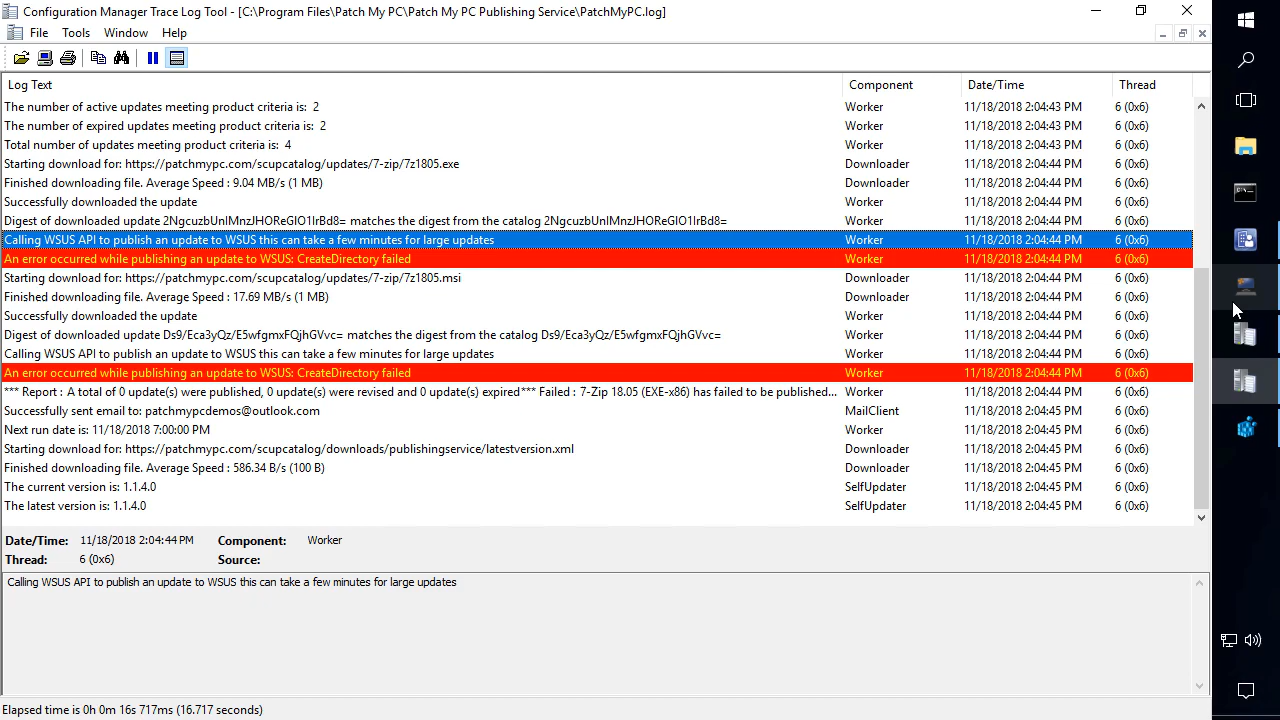 Configuration Manager Trace Log Tool - [C:\Program Files\Patch My PC\Patch My PC Publishing Service\PatchMyPC.log]
File Tools Window Help
Log Text Component Date/Time Thread
The number of active updates meeting product criteria is: 2 Worker 11/18/2018 2:04:43 PM 6 (0x6)
The number of expired updates meeting product criteria is: 2 Worker 11/18/2018 2:04:43 PM 6 (0x6)
Total number of updates meeting product criteria is: 4 Worker 11/18/2018 2:04:43 PM 6 (0x6)
Starting download for: https://patchmypc.com/scupcatalog/updates/7-zip/7z1805.exe Downloader 11/18/2018 2:04:44 PM 6 (0x6)
Finished downloading file. Average Speed : 9.04 MB/s (1 MB) Downloader 11/18/2018 2:04:44 PM 6 (0x6)
Successfully downloaded the update Worker 11/18/2018 2:04:44 PM 6 (0x6)
Digest of downloaded update 2NgcuzbUnlMnzJHOReGIO1IrBd8= matches the digest from the catalog 2NgcuzbUnlMnzJHOReGIO1IrBd8= Worker 11/18/2018 2:04:44 PM 6 (0x6)
Calling WSUS API to publish an update to WSUS this can take a few minutes for large updates Worker 11/18/2018 2:04:44 PM 6 (0x6)
An error occurred while publishing an update to WSUS: CreateDirectory failed Worker 11/18/2018 2:04:44 PM 6 (0x6)
Starting download for: https://patchmypc.com/scupcatalog/updates/7-zip/7z1805.msi Downloader 11/18/2018 2:04:44 PM 6 (0x6)
Finished downloading file. Average Speed : 17.69 MB/s (1 MB) Downloader 11/18/2018 2:04:44 PM 6 (0x6)
Successfully downloaded the update Worker 11/18/2018 2:04:44 PM 6 (0x6)
Digest of downloaded update Ds9/Eca3yQz/E5wfgmxFQjhGVvc= matches the digest from the catalog Ds9/Eca3yQz/E5wfgmxFQjhGVvc= Worker 11/18/2018 2:04:44 PM 6 (0x6)
Calling WSUS API to publish an update to WSUS this can take a few minutes for large updates Worker 11/18/2018 2:04:44 PM 6 (0x6)
An error occurred while publishing an update to WSUS: CreateDirectory failed Worker 11/18/2018 2:04:44 PM 6 (0x6)
*** Report : A total of 0 update(s) were published, 0 update(s) were revised and 0 update(s) expired*** Failed : 7-Zip 18.05 (EXE-x86) has failed to be published... Worker 11/18/2018 2:04:44 PM 6 (0x6)
Successfully sent email to: patchmypcdemos@outlook.com MailClient 11/18/2018 2:04:45 PM 6 (0x6)
Next run date is: 11/18/2018 7:00:00 PM Worker 11/18/2018 2:04:45 PM 6 (0x6)
Starting download for: https://patchmypc.com/scupcatalog/downloads/publishingservice/latestversion.xml Downloader 11/18/2018 2:04:45 PM 6 (0x6)
Finished downloading file. Average Speed : 586.34 B/s (100 B) Downloader 11/18/2018 2:04:45 PM 6 (0x6)
The current version is: 1.1.4.0 SelfUpdater 11/18/2018 2:04:45 PM 6 (0x6)
The latest version is: 1.1.4.0 SelfUpdater 11/18/2018 2:04:45 PM 6 (0x6)
Date/Time: 11/18/2018 2:04:44 PM Component: Worker
Thread: 6 (0x6) Source:
Calling WSUS API to publish an update to WSUS this can take a few minutes for large updates
Elapsed time is 0h 0m 16s 717ms (16.717 seconds)